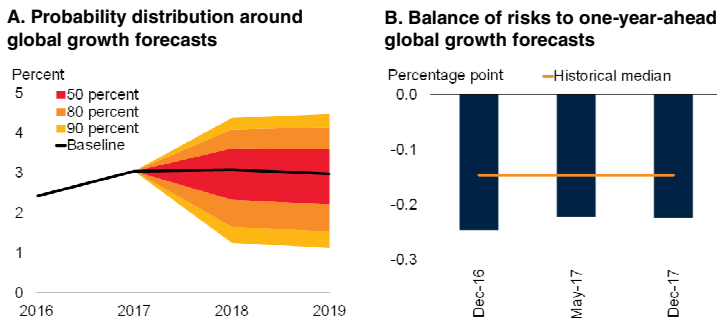 A. Probability distribution around
global growth forecasts
Percent
5
50 percent
80 percent
4
90 percent
Baseline
3
2
1
0
2016
2017
2018
2019
B. Balance of risks to one-year-ahead
global growth forecasts
Percentage point
Historical median
0.0
-0.1
-0.2
-0.3
Dec-16
May-17
Dec-17